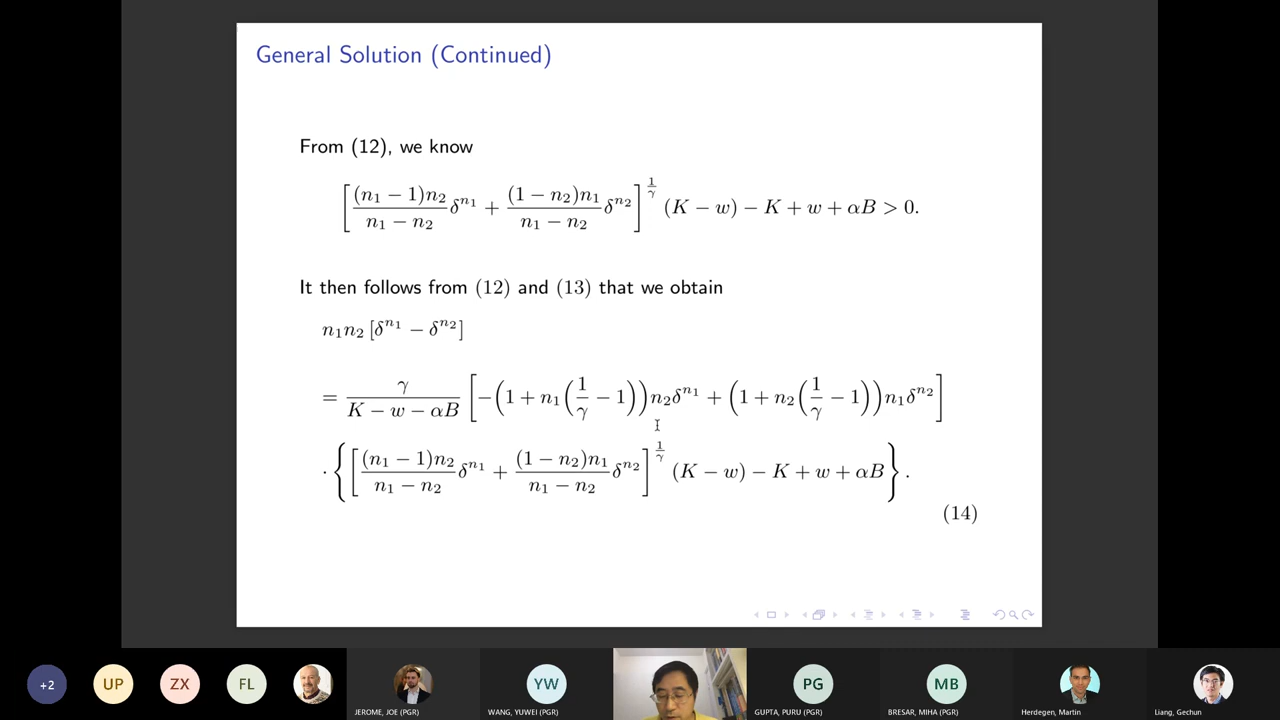 General Solution (Continued)
From (12), we know
[ (n₁ − 1)n₂ / (n₁ − n₂) δ^{n₁} + (1 − n₂)n₁ / (n₁ − n₂) δ^{n₂} ]^{1/γ} (K − w) − K + w + αB > 0.
It then follows from (12) and (13) that we obtain
n₁n₂ [δ^{n₁} − δ^{n₂}]
= γ / (K − w − αB) [ −(1 + n₁(1/γ − 1))n₂δ^{n₁} + (1 + n₂(1/γ − 1))n₁δ^{n₂} ]
· { [ (n₁ − 1)n₂ / (n₁ − n₂) δ^{n₁} + (1 − n₂)n₁ / (n₁ − n₂) δ^{n₂} ]^{1/γ} (K − w) − K + w + αB } .
(14)
+2 UP ZX FL YW PG MB
JEROME, JOE (PGR) WANG, YUWEI (PGR) GUPTA, PURU (PGR) BRESAR, MIHA (PGR) Herdegen, Martin Liang, Gechun